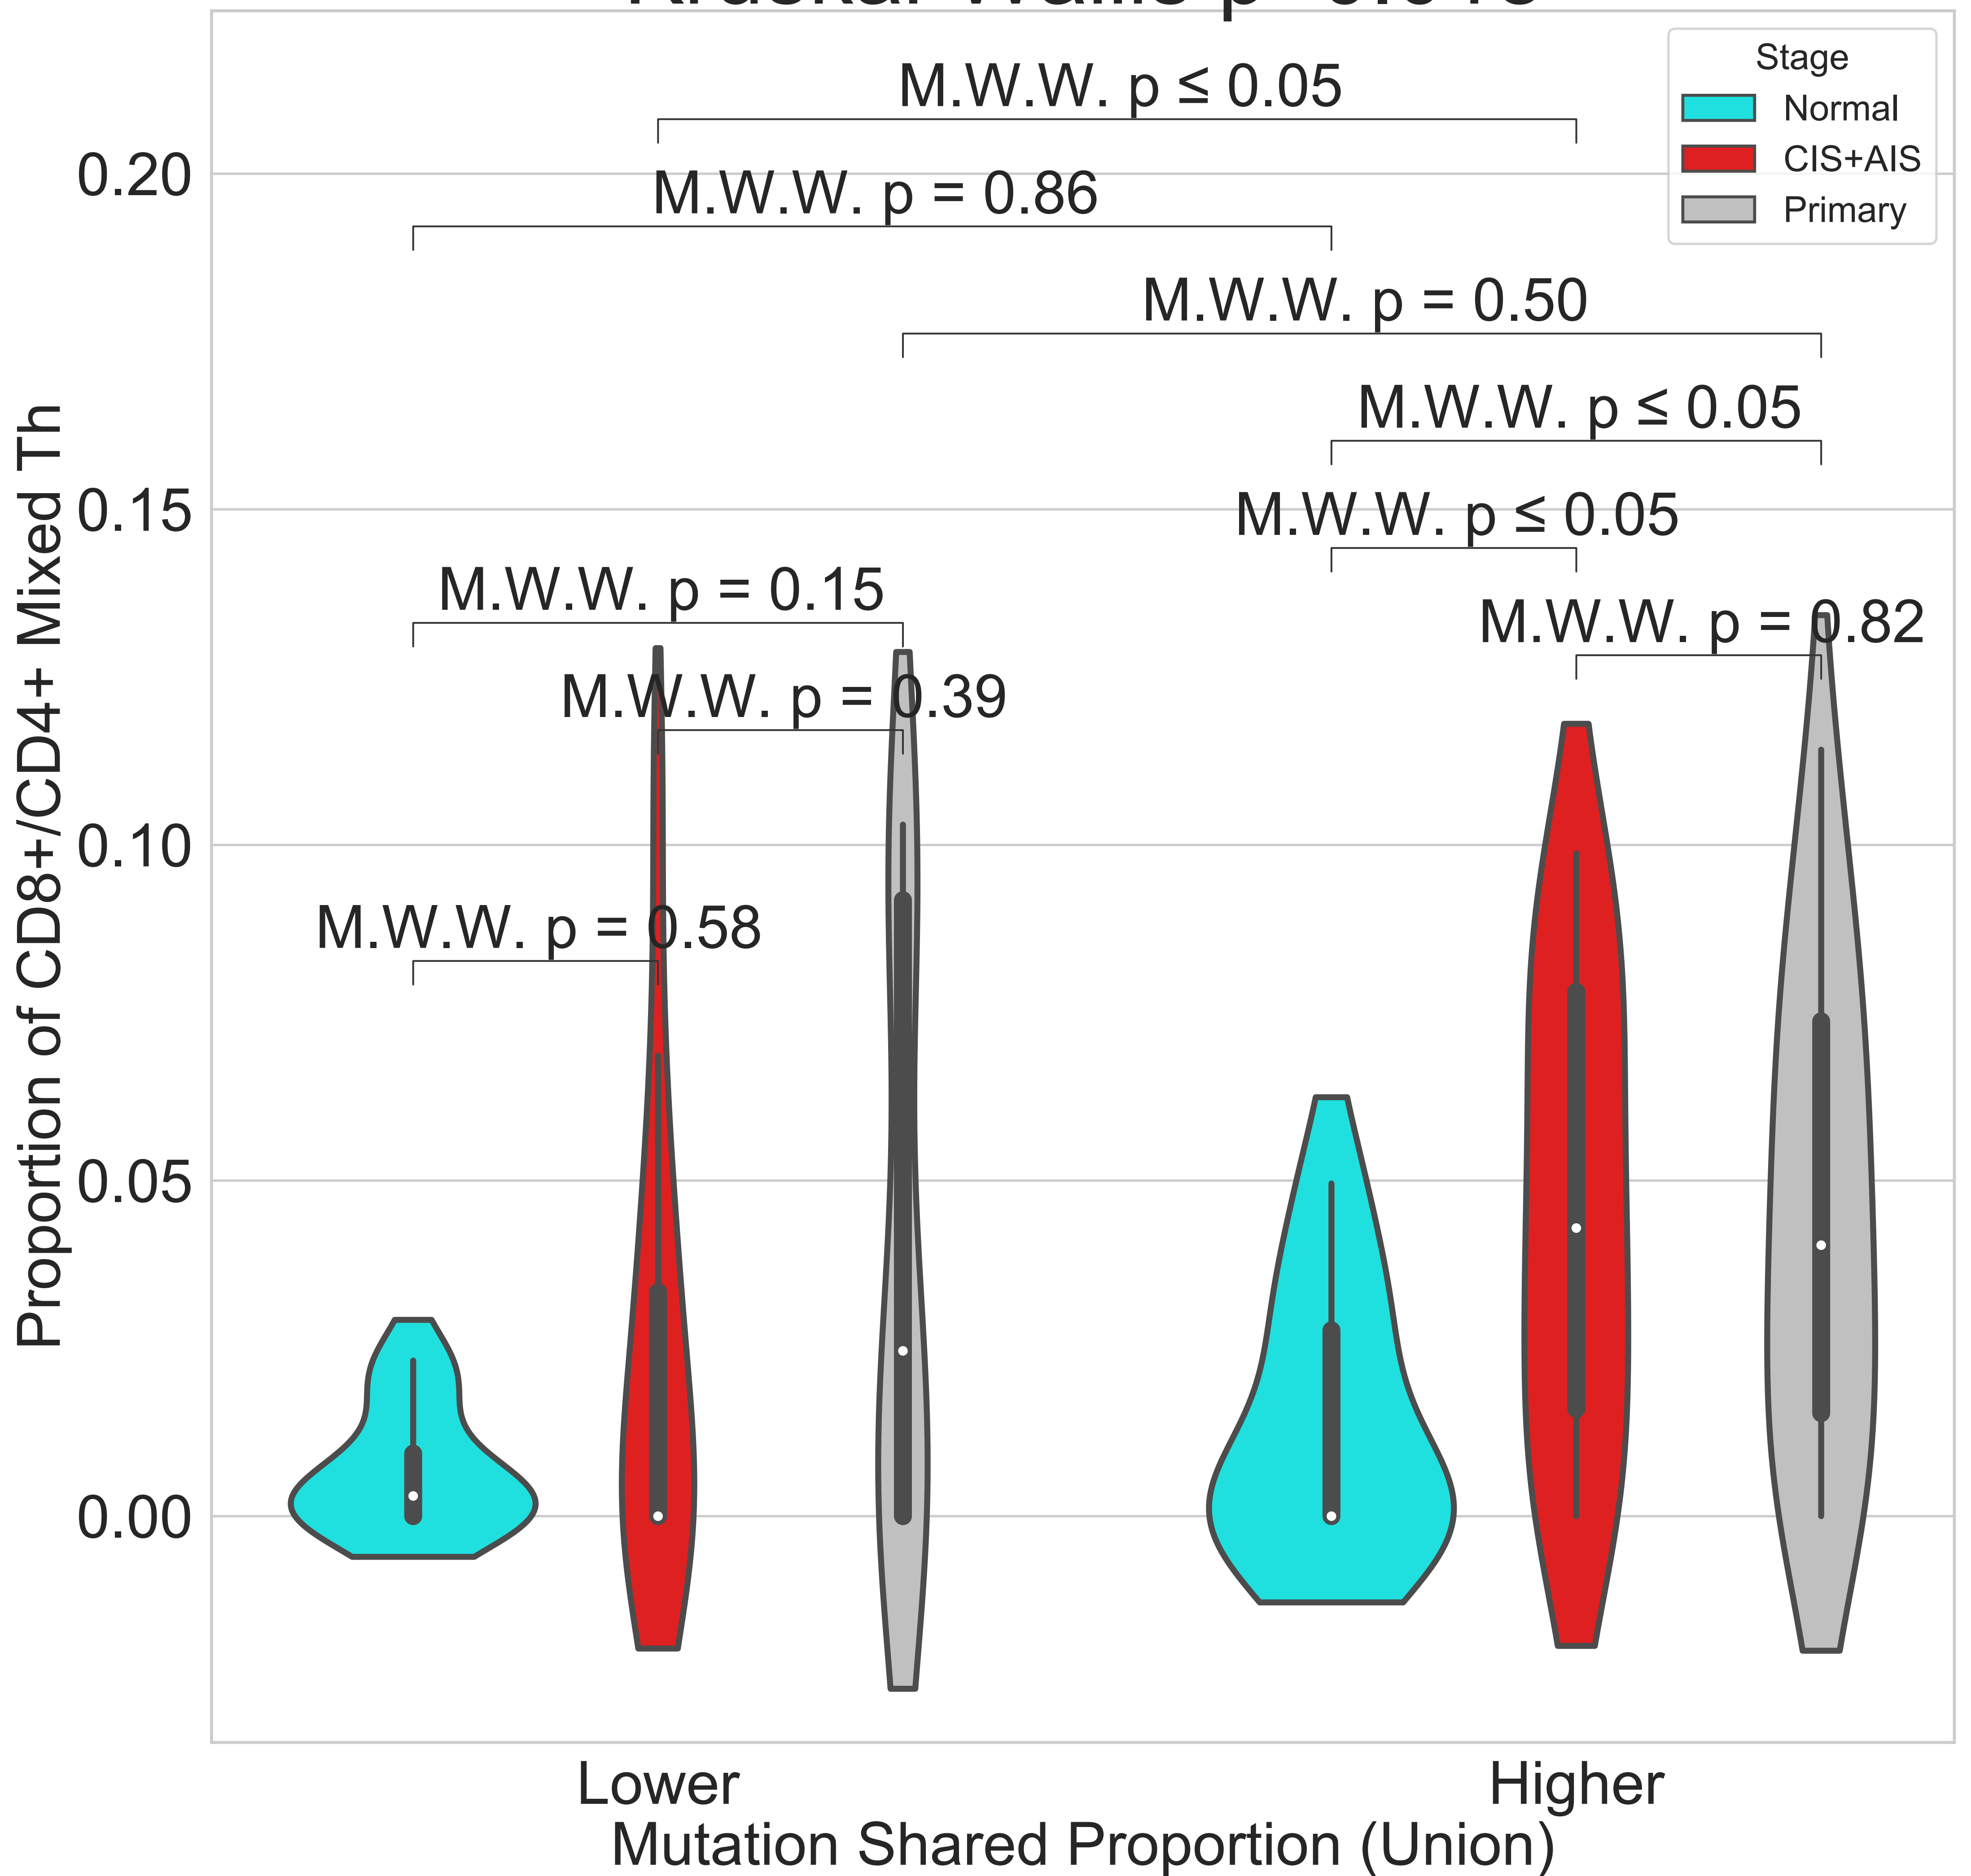 Stage
Normal
CIS+AIS
Primary
M.W.W. p ≤ 0.05
M.W.W. p = 0.86
M.W.W. p = 0.50
M.W.W. p ≤ 0.05
M.W.W. p ≤ 0.05
M.W.W. p = 0.15
M.W.W. p = 0.82
M.W.W. p = 0.39
M.W.W. p = 0.58
0.20
0.15
0.10
0.05
0.00
Proportion of CD8+/CD4+ Mixed Th
Lower
Higher
Mutation Shared Proportion (Union)